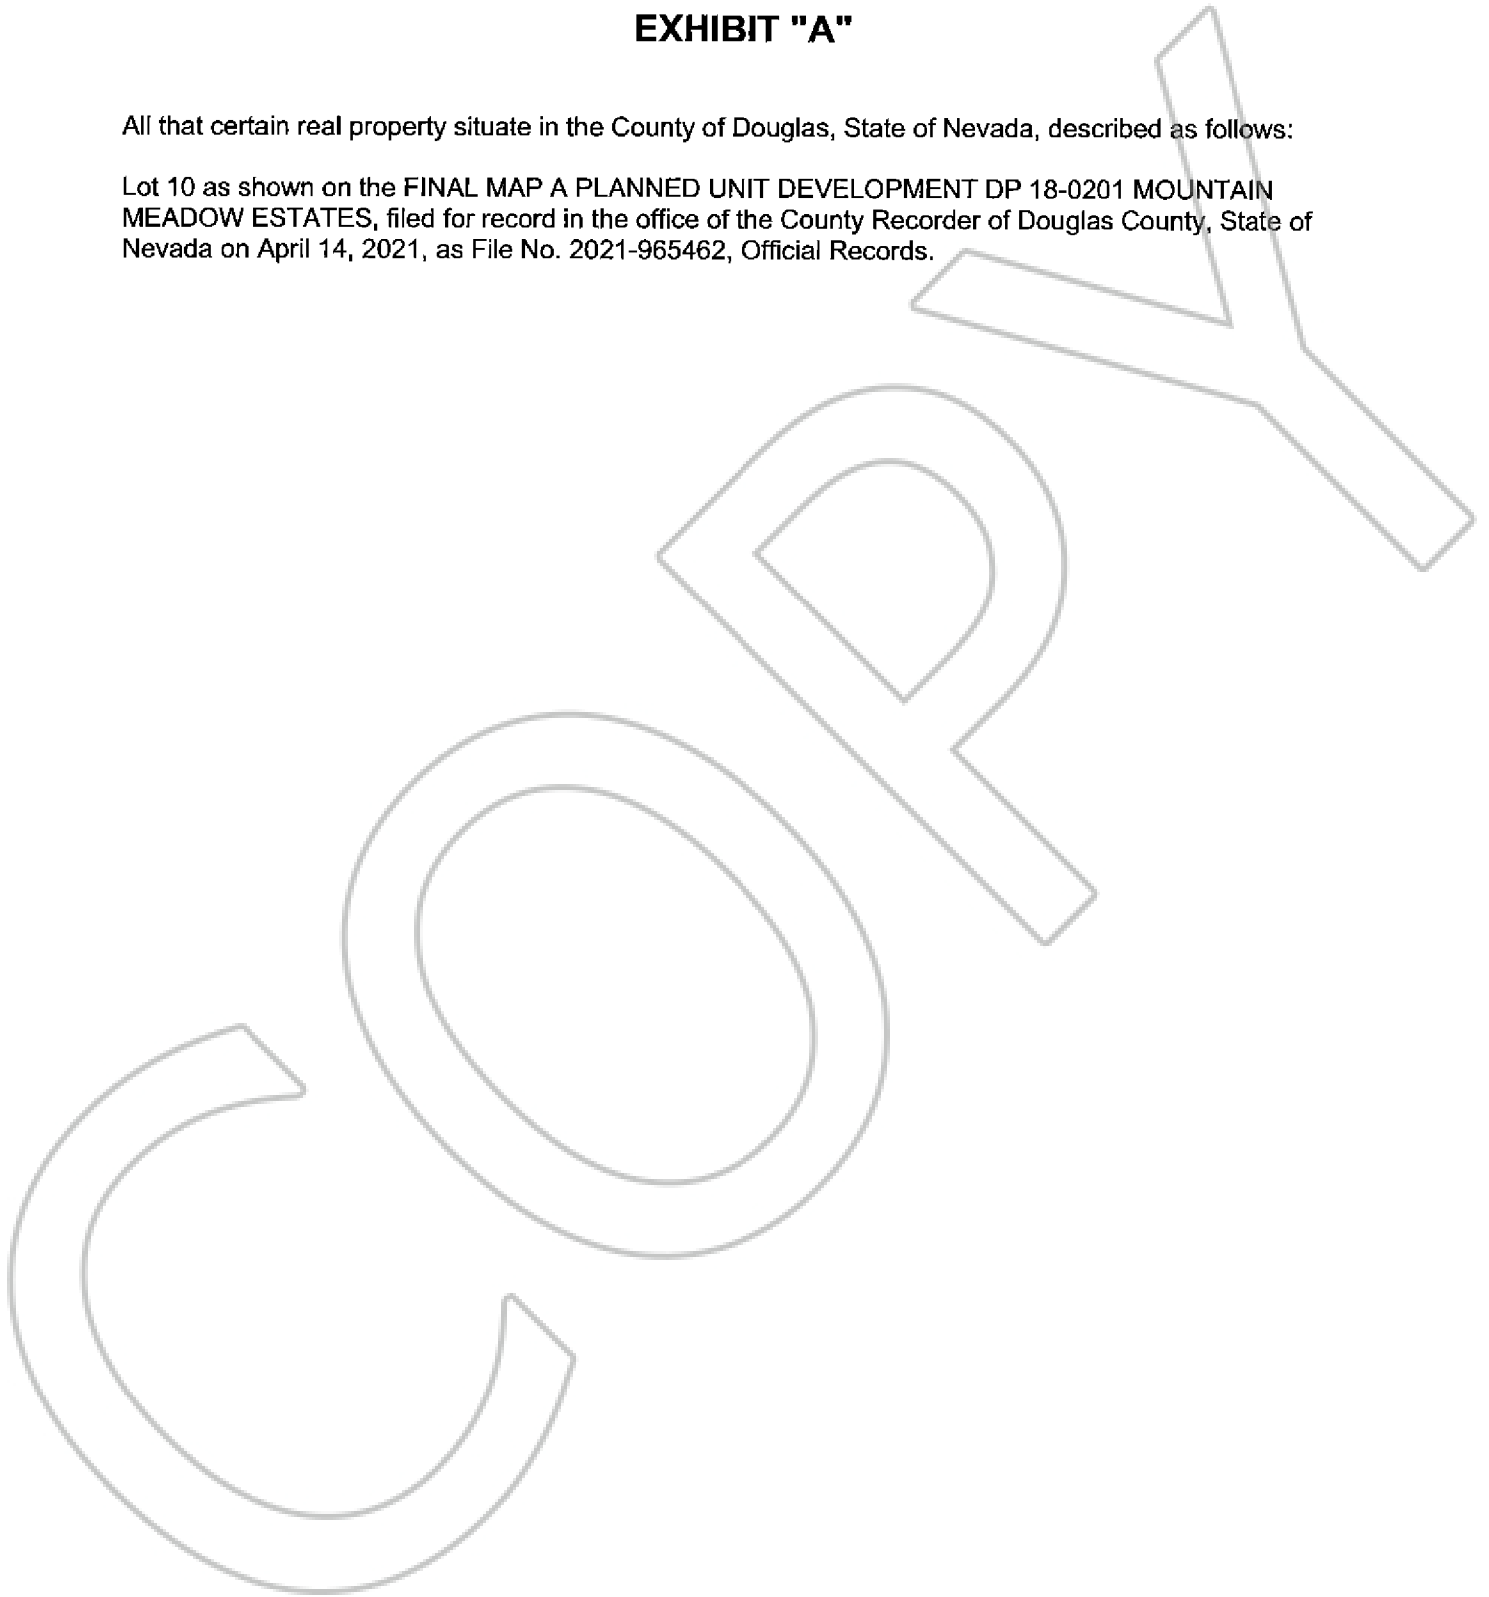 EXHIBIT "A"
All that certain real property situate in the County of Douglas, State of Nevada, described as follows:
Lot 10 as shown on the FINAL MAP A PLANNED UNIT DEVELOPMENT DP 18-0201 MOUNTAIN
MEADOW ESTATES, filed for record in the office of the County Recorder of Douglas County, State of
Nevada on April 14, 2021, as File No. 2021-965462, Official Records.
COPY